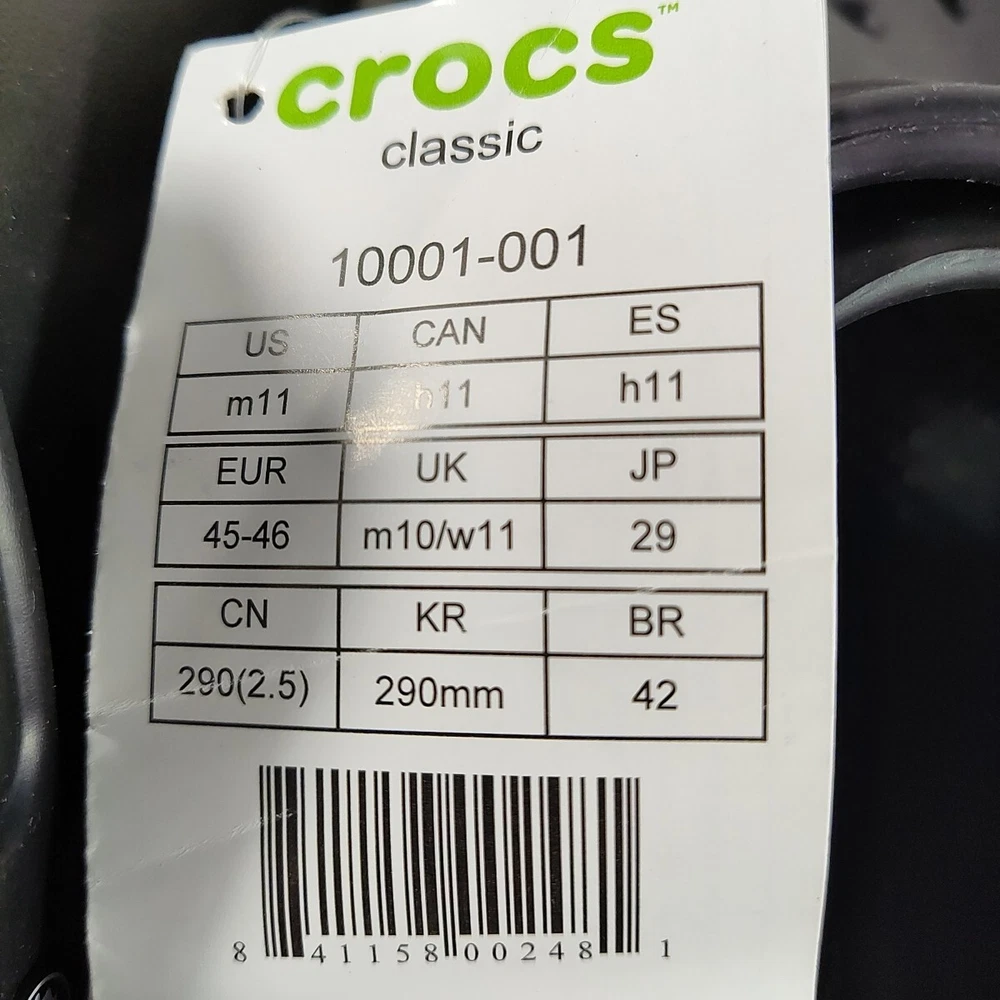 crocs™
classic
10001-001
US CAN ES
m11 h11 h11
EUR UK JP
45-46 m10/w11 29
CN KR BR
290(2.5) 290mm 42
8 41158 00248 1